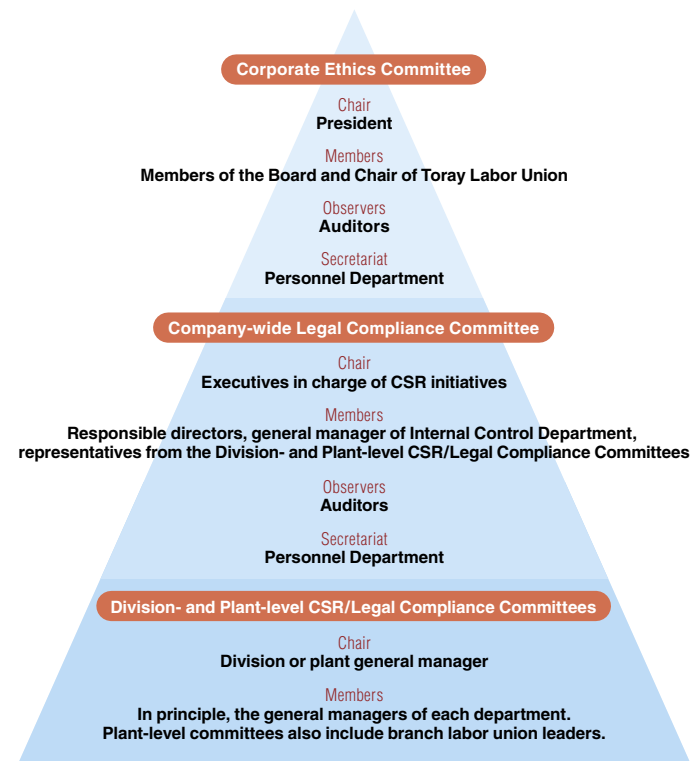 Corporate Ethics Committee
Chair
President
Members
Members of the Board and Chair of Toray Labor Union
Observers
Auditors
Secretariat
Personnel Department
Company-wide Legal Compliance Committee
Chair
Executives in charge of CSR initiatives
Members
Responsible directors, general manager of Internal Control Department,
representatives from the Division- and Plant-level CSR/Legal Compliance Committees
Observers
Auditors
Secretariat
Personnel Department
Division- and Plant-level CSR/Legal Compliance Committees
Chair
Division or plant general manager
Members
In principle, the general managers of each department.
Plant-level committees also include branch labor union leaders.